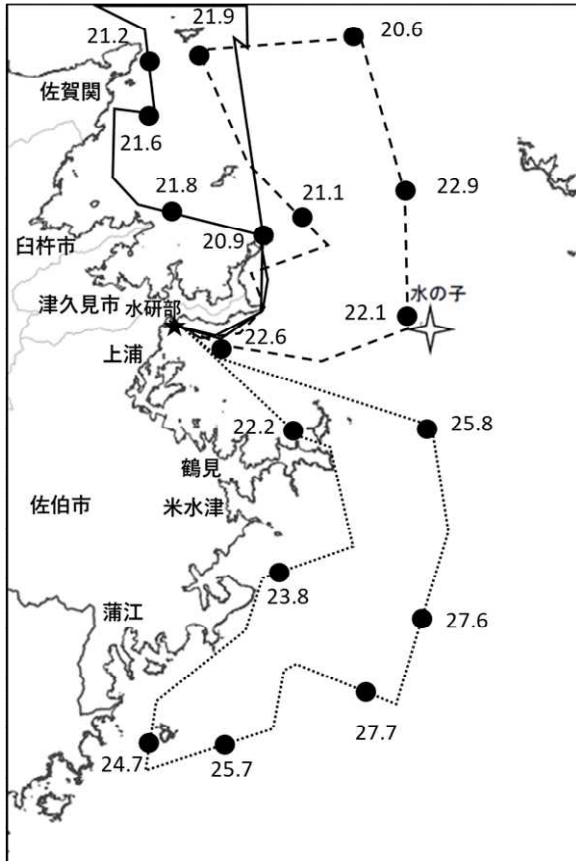 21.9
21.2
20.6
佐賀関
21.6
21.8
22.9
21.1
20.9
臼杵市
水の子
津久見市
水研部
22.1
22.6
上浦
22.2
25.8
鶴見
佐伯市
米水津
23.8
蒲江
27.6
27.7
24.7
25.7